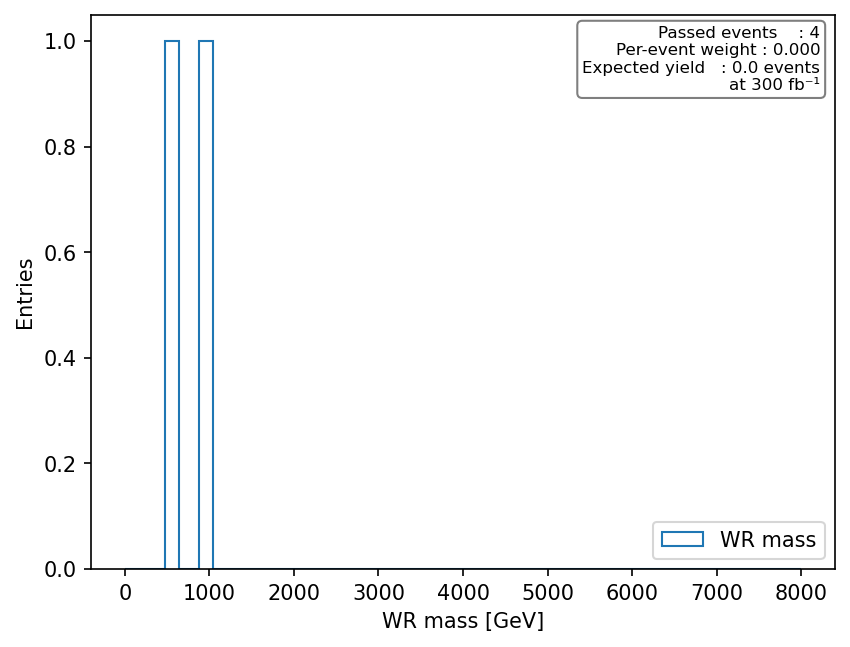 Passed events    : 4
Per-event weight : 0.000
Expected yield   : 0.0 events
at 300 fb⁻¹
1.0
0.8
0.6
0.4
0.2
0.0
Entries
WR mass
0 1000 2000 3000 4000 5000 6000 7000 8000
WR mass [GeV]